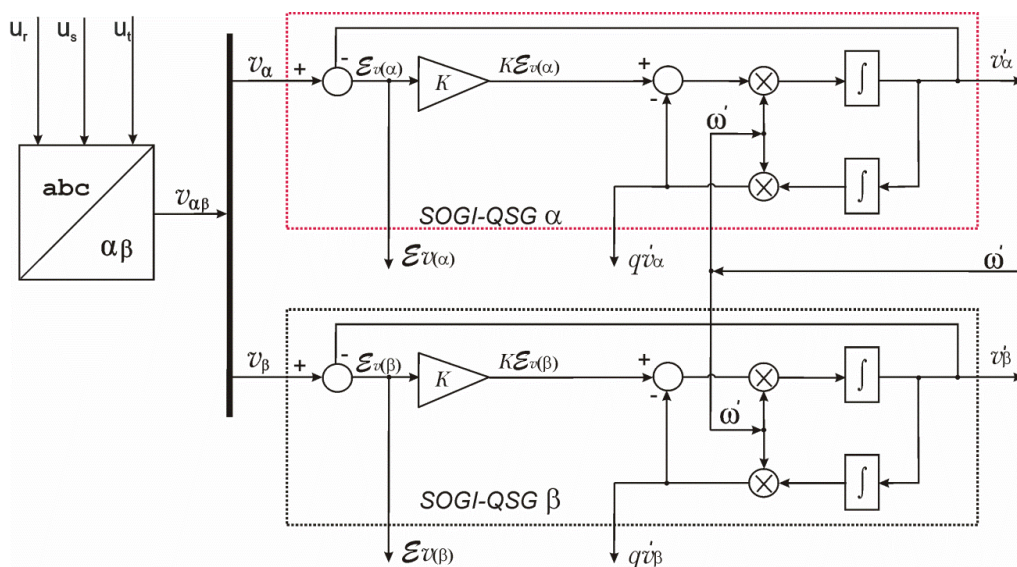 u_r u_s u_t
abc
αβ
v_αβ
v_α + - ε_v(α) K Kε_v(α) + - ∫ v'_α
ω'
∫
SOGI-QSG α
ε_v(α) qv'_α ω'
v_β + - ε_v(β) K Kε_v(β) + - ∫ v'_β
ω'
∫
SOGI-QSG β
ε_v(β) qv'_β